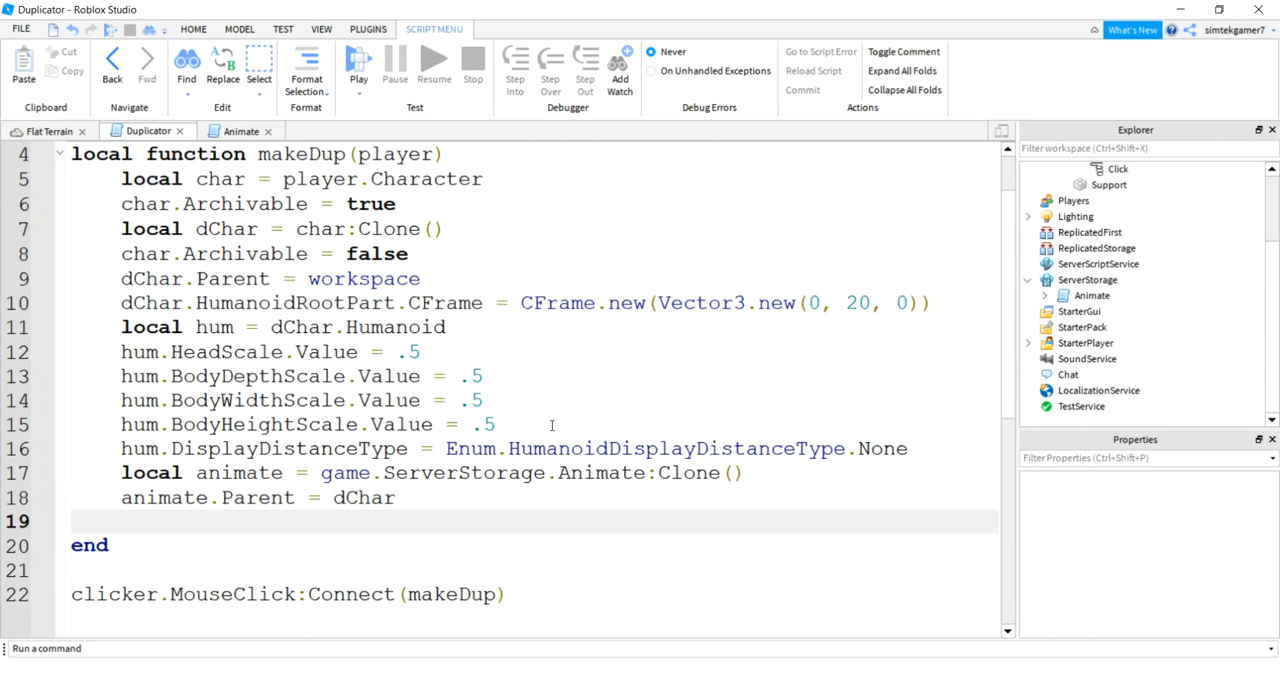 Duplicator - Roblox Studio
FILE HOME MODEL TEST VIEW PLUGINS SCRIPT MENU What's New simtekgamer7
Paste Cut Copy Back Fwd Find Replace Select Format Selection Play Pause Resume Stop Step Into Step Over Step Out Add Watch Never On Unhandled Exceptions Go to Script Error Reload Script Commit Toggle Comment Expand All Folds Collapse All Folds
Clipboard Navigate Edit Format Test Debugger Debug Errors Actions
Flat Terrain Duplicator Animate
4 local function makeDup(player)
5 local char = player.Character
6 char.Archivable = true
7 local dChar = char:Clone()
8 char.Archivable = false
9 dChar.Parent = workspace
10 dChar.HumanoidRootPart.CFrame = CFrame.new(Vector3.new(0, 20, 0))
11 local hum = dChar.Humanoid
12 hum.HeadScale.Value = .5
13 hum.BodyDepthScale.Value = .5
14 hum.BodyWidthScale.Value = .5
15 hum.BodyHeightScale.Value = .5
16 hum.DisplayDistanceType = Enum.HumanoidDisplayDistanceType.None
17 local animate = game.ServerStorage.Animate:Clone()
18 animate.Parent = dChar
19
20 end
21
22 clicker.MouseClick:Connect(makeDup)
Explorer
Filter workspace (Ctrl+Shift+X)
Click
Support
Players
Lighting
ReplicatedFirst
ReplicatedStorage
ServerScriptService
ServerStorage
Animate
StarterGui
StarterPack
StarterPlayer
SoundService
Chat
LocalizationService
TestService
Properties
Filter Properties (Ctrl+Shift+P)
Run a command